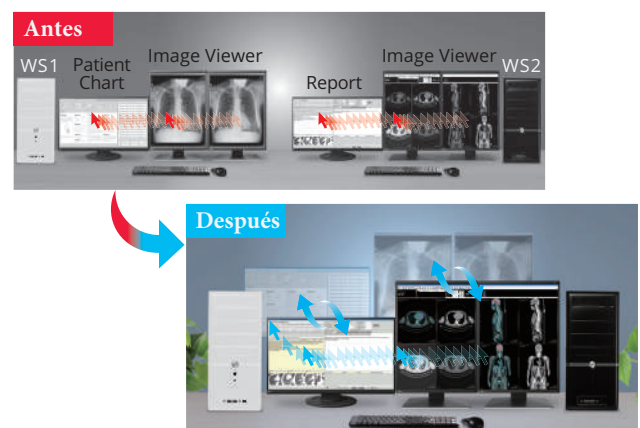 Antes
WS1
Patient
Chart
Image Viewer
Report
Image Viewer
WS2
Después